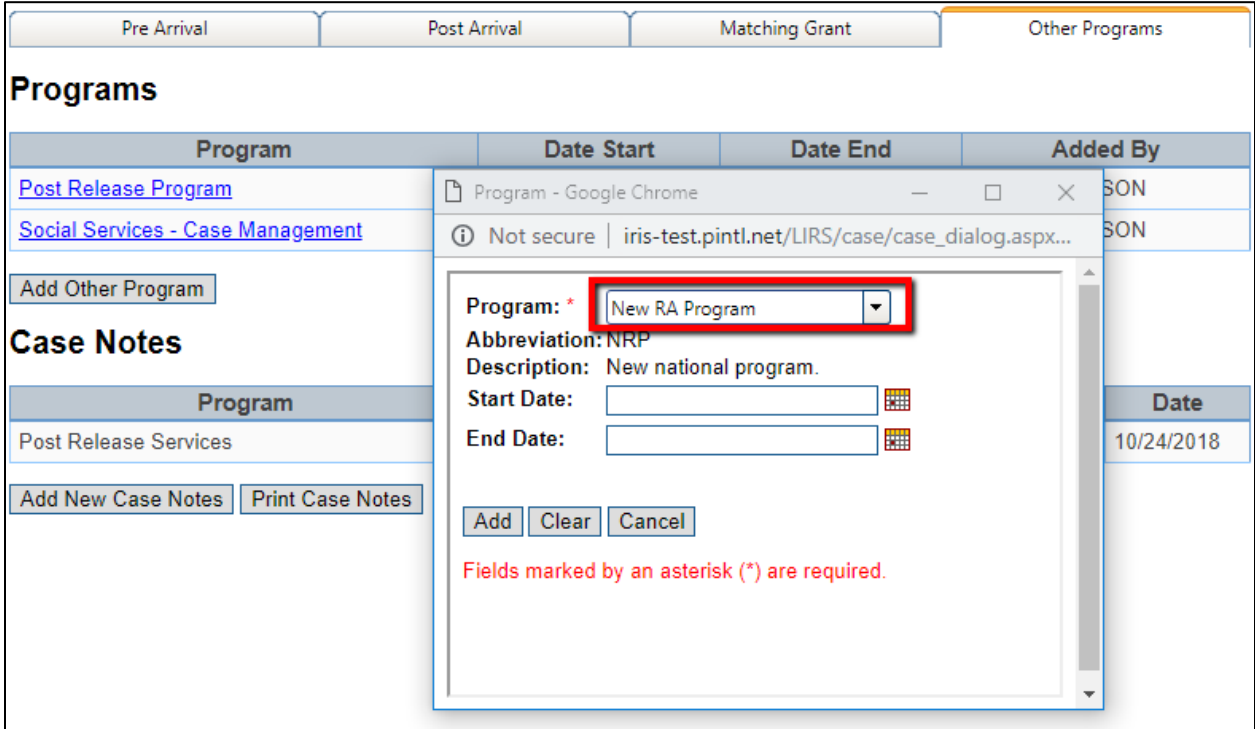 Pre Arrival Post Arrival Matching Grant Other Programs
Programs
Program Date Start Date End Added By
Post Release Program
SON
Social Services - Case Management
SON
Add Other Program
Case Notes
Program Date
Post Release Services 10/24/2018
Add New Case Notes Print Case Notes
Program - Google Chrome
Not secure | iris-test.pintl.net/LIRS/case/case_dialog.aspx...
Program: * New RA Program
Abbreviation: NRP
Description: New national program.
Start Date:
End Date:
Add Clear Cancel
Fields marked by an asterisk (*) are required.